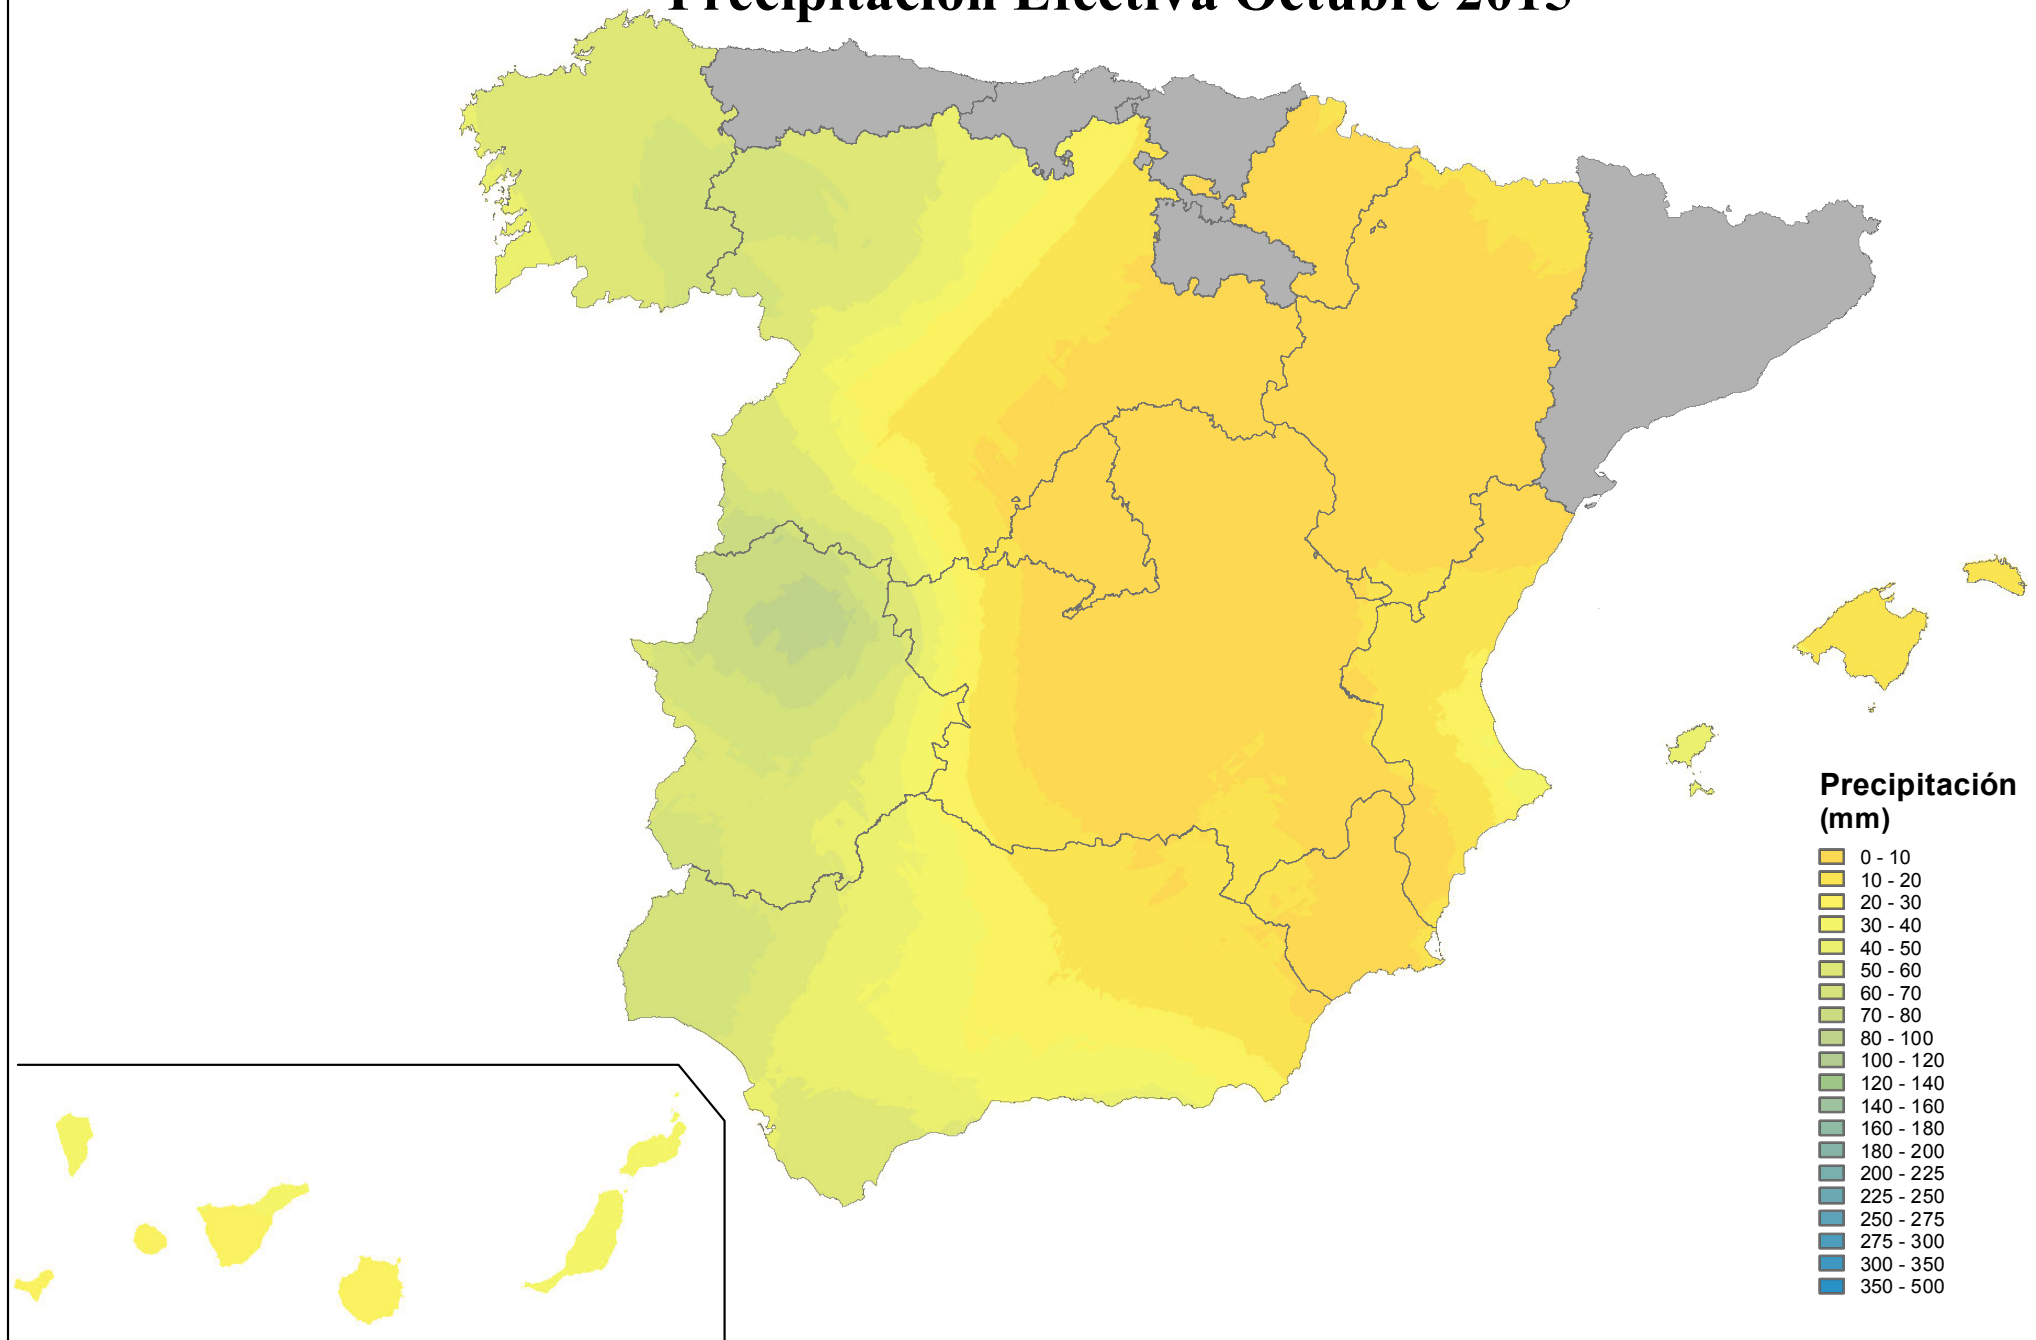 Precipitación Efectiva Octubre 2015
Precipitación
(mm)
0 - 10
10 - 20
20 - 30
30 - 40
40 - 50
50 - 60
60 - 70
70 - 80
80 - 100
100 - 120
120 - 140
140 - 160
160 - 180
180 - 200
200 - 225
225 - 250
250 - 275
275 - 300
300 - 350
350 - 500